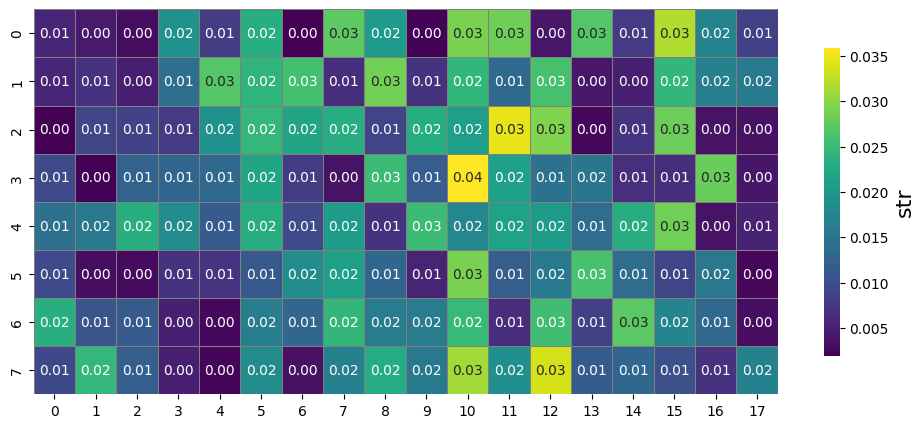 0 0.01 0.00 0.00 0.02 0.01 0.02 0.00 0.03 0.02 0.00 0.03 0.03 0.00 0.03 0.01 0.03 0.02 0.01
1 0.01 0.01 0.00 0.01 0.03 0.02 0.03 0.01 0.03 0.01 0.02 0.01 0.03 0.00 0.00 0.02 0.02 0.02
2 0.00 0.01 0.01 0.01 0.02 0.02 0.02 0.02 0.01 0.02 0.02 0.03 0.03 0.00 0.01 0.03 0.00 0.00
3 0.01 0.00 0.01 0.01 0.01 0.02 0.01 0.00 0.03 0.01 0.04 0.02 0.01 0.02 0.01 0.01 0.03 0.00
4 0.01 0.02 0.02 0.02 0.01 0.02 0.01 0.02 0.01 0.03 0.02 0.02 0.02 0.01 0.02 0.03 0.00 0.01
5 0.01 0.00 0.00 0.01 0.01 0.01 0.02 0.02 0.01 0.01 0.03 0.01 0.02 0.03 0.01 0.01 0.02 0.00
6 0.02 0.01 0.01 0.00 0.00 0.02 0.01 0.02 0.02 0.02 0.02 0.01 0.03 0.01 0.03 0.02 0.01 0.00
7 0.01 0.02 0.01 0.00 0.00 0.02 0.00 0.02 0.02 0.02 0.03 0.02 0.03 0.01 0.01 0.01 0.01 0.02
0 1 2 3 4 5 6 7 8 9 10 11 12 13 14 15 16 17
0.035
0.030
0.025
0.020
0.015
0.010
0.005
str